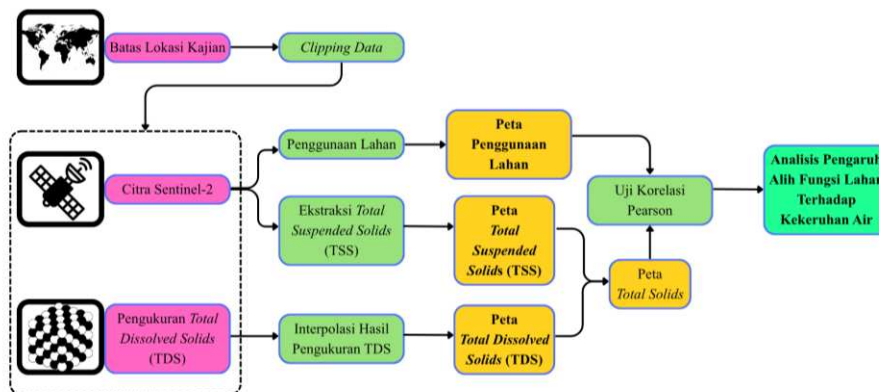 Batas Lokasi Kajian
Clipping Data
Citra Sentinel-2
Penggunaan Lahan
Peta
Penggunaan
Lahan
Ekstraksi Total
Suspended Solids
(TSS)
Peta
Total
Suspended
Solids (TSS)
Pengukuran Total
Dissolved Solids
(TDS)
Interpolasi Hasil
Pengukuran TDS
Peta
Total Dissolved
Solids (TDS)
Peta
Total Solids
Uji Korelasi
Pearson
Analisis Pengaruh
Alih Fungsi Lahan
Terhadap
Kekeruhan Air